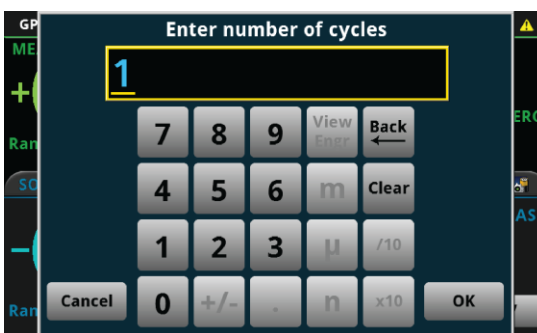 GP
Enter number of cycles
ME
1
+
7 8 9 View Engr Back
ERO
Ran
SO
4 5 6 m Clear
AS
1 2 3 µ /10
Ran
Cancel 0 +/- . n x10 OK